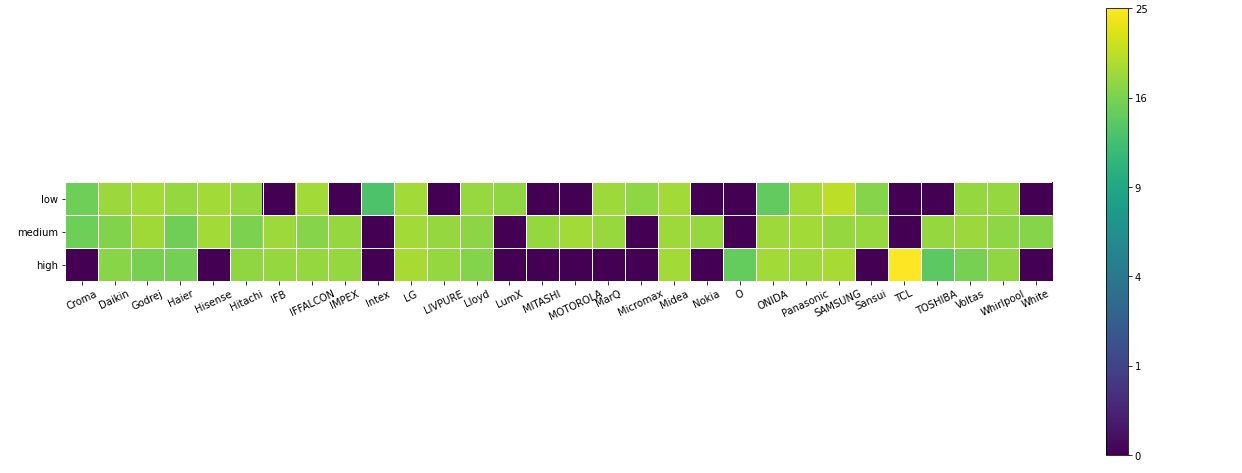 25
16
9
4
1
0
low
medium
high
Croma Daikin Godrej Haier Hisense Hitachi IFB IFFALCON IMPEX Intex LG LIVPURE Lloyd LumX MITASHI MOTOROLA MarQ Micromax Midea Nokia O ONIDA Panasonic SAMSUNG Sansui TCL TOSHIBA Voltas Whirlpool White